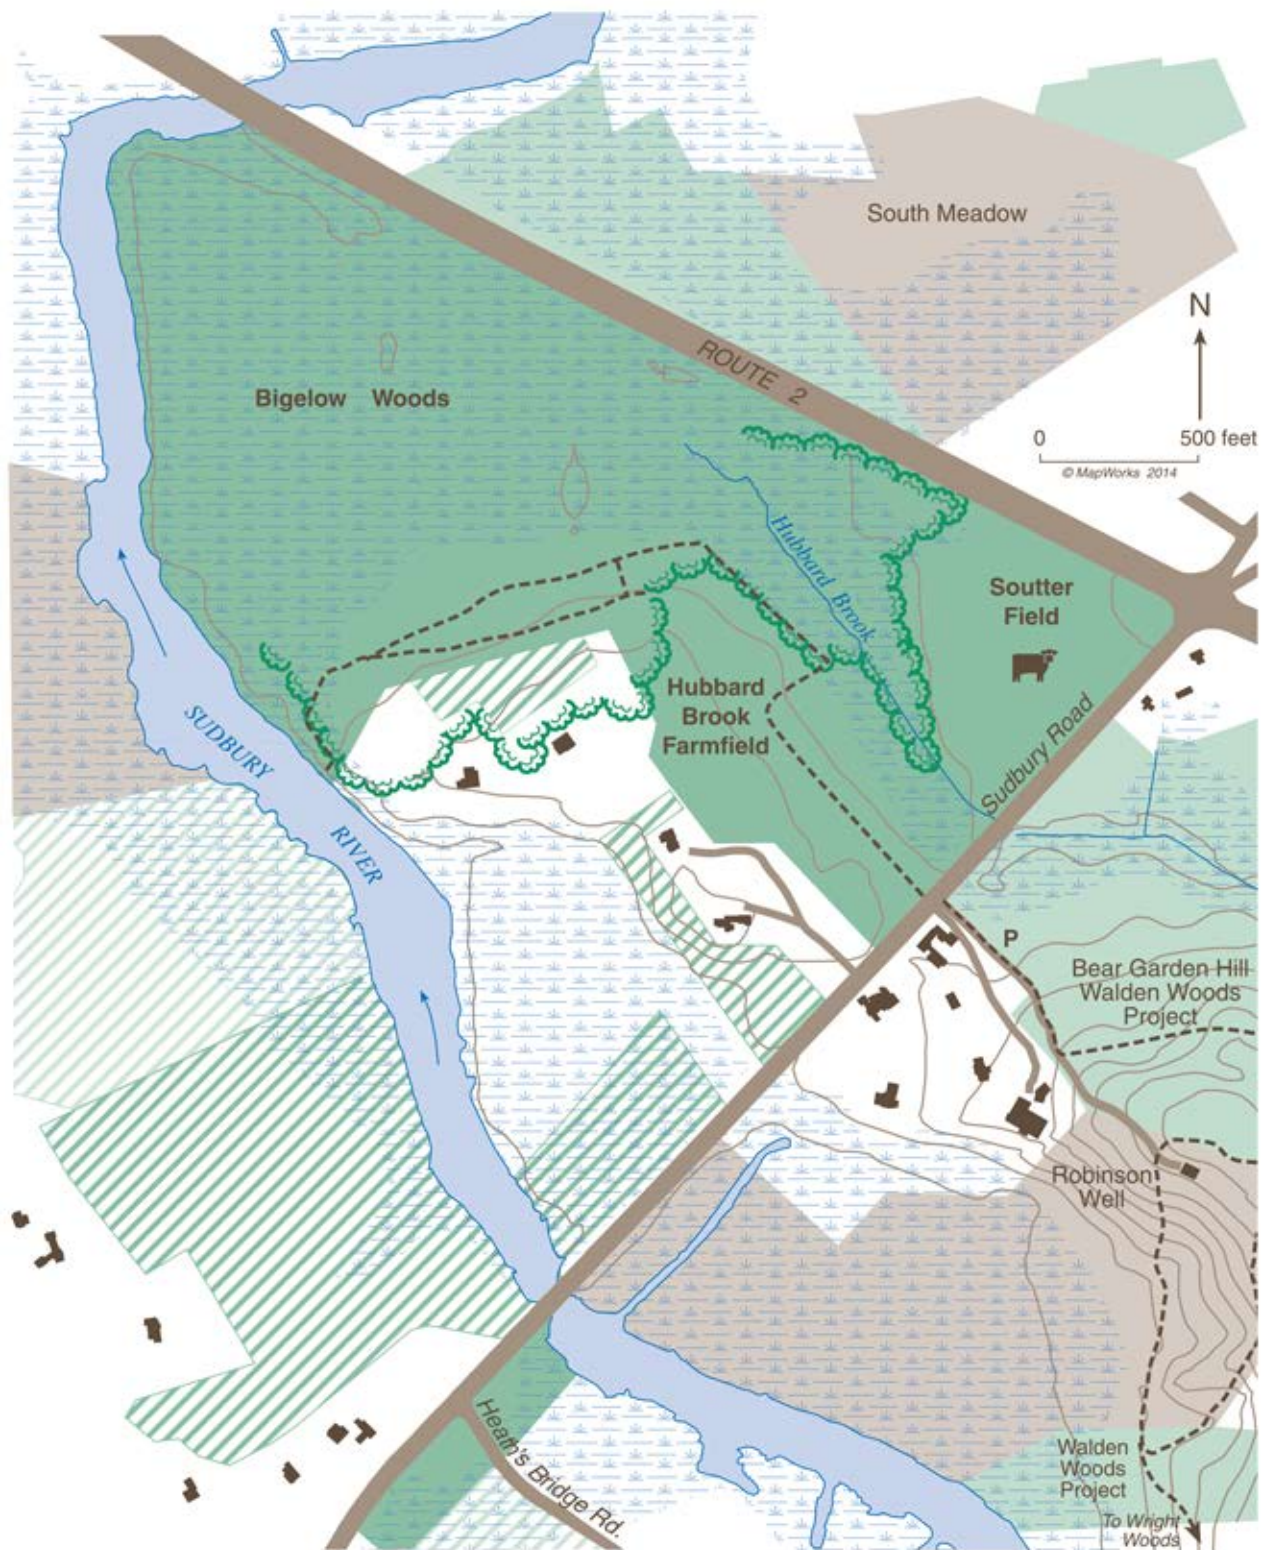 South Meadow
N
ROUTE 2
Bigelow Woods
0 500 feet
© MapWorks 2014
Hubbard Brook
Soutter
Field
Hubbard
Brook
Farmfield
SUDBURY
RIVER
Sudbury Road
P
Bear Garden Hill
Walden Woods
Project
Robinson
Well
Heath's Bridge Rd.
Walden
Woods
Project
To Wright
Woods